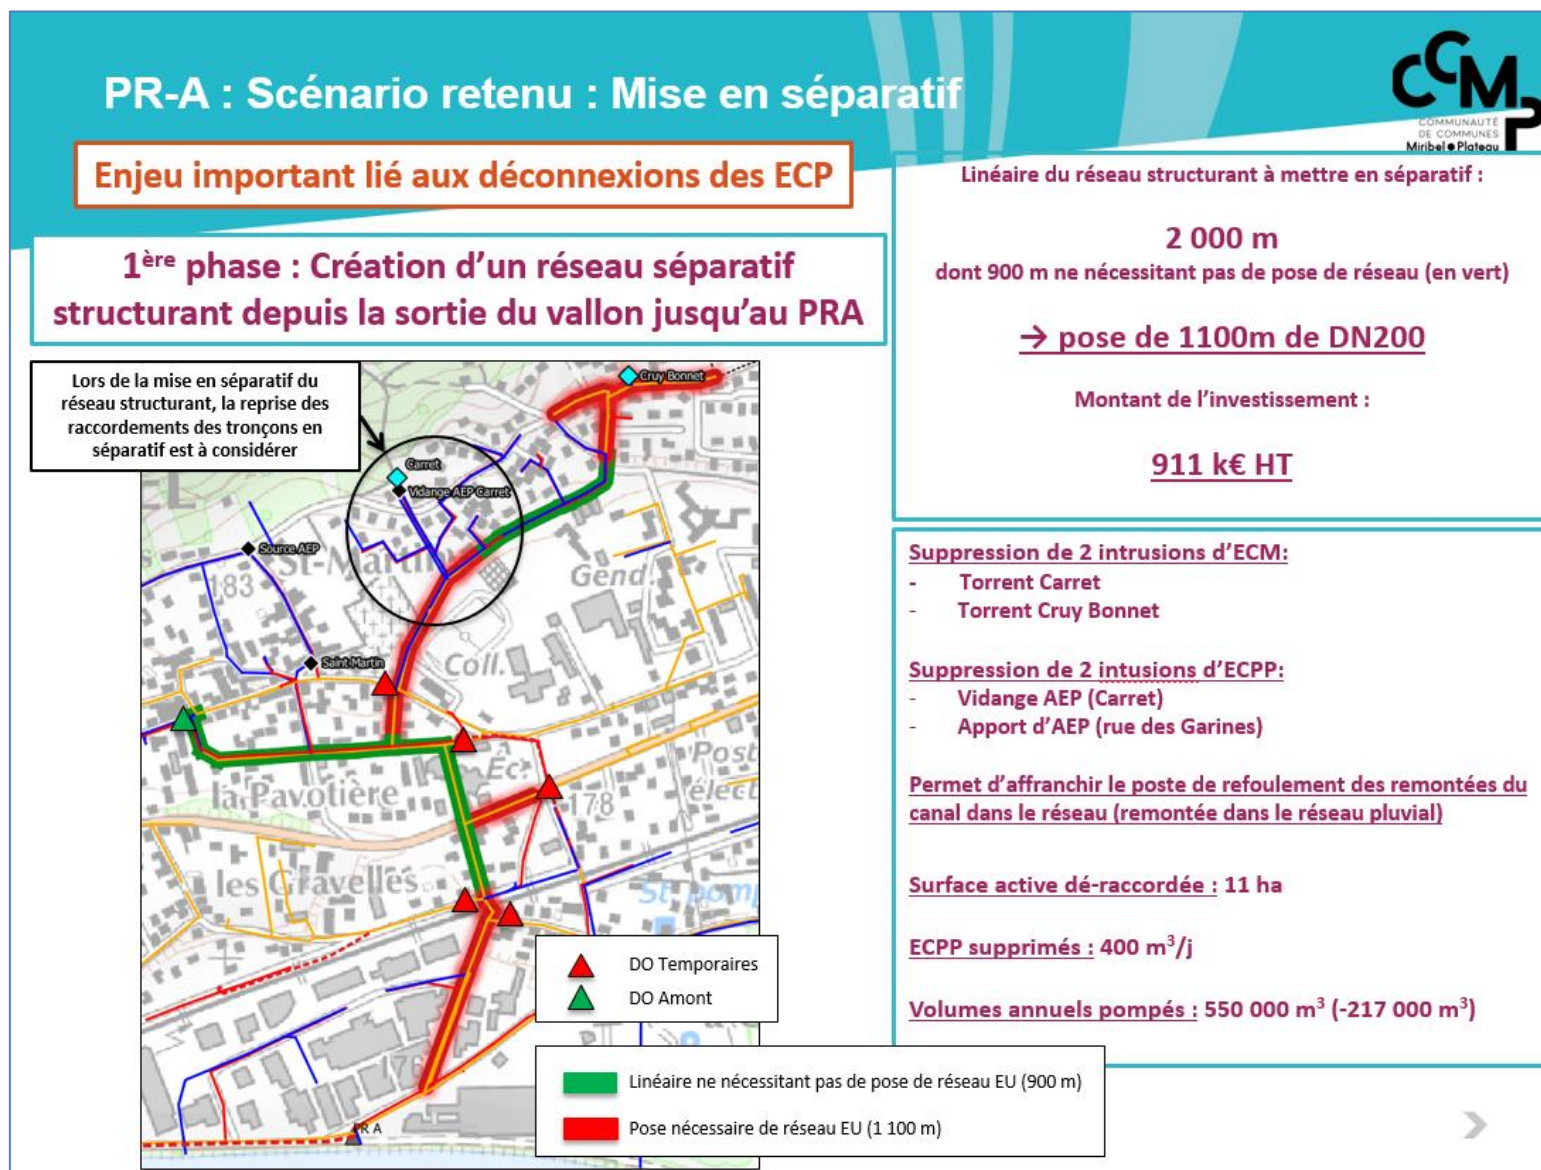 PR-A : Scénario retenu : Mise en séparatif
CCMP
COMMUNAUTÉ
DE COMMUNES
Miribel ● Plateau
Enjeu important lié aux déconnexions des ECP
1ère phase : Création d'un réseau séparatif
structurant depuis la sortie du vallon jusqu'au PRA
Lors de la mise en séparatif du
réseau structurant, la reprise des
raccordements des tronçons en
séparatif est à considérer
Cruy Bonnet
Carret
Vidange AEP Carret
Source AEP
St-Martin
183
Gend.
Saint-Martin
Coll.
Éc.
Post
élect
la Pavotière
178
les Gravelles
St. pomp
PR A
DO Temporaires
DO Amont
Linéaire ne nécessitant pas de pose de réseau EU (900 m)
Pose nécessaire de réseau EU (1 100 m)
Linéaire du réseau structurant à mettre en séparatif :
2 000 m
dont 900 m ne nécessitant pas de pose de réseau (en vert)
→ pose de 1100m de DN200
Montant de l'investissement :
911 k€ HT
Suppression de 2 intrusions d'ECM:
- Torrent Carret
- Torrent Cruy Bonnet
Suppression de 2 intusions d'ECPP:
- Vidange AEP (Carret)
- Apport d'AEP (rue des Garines)
Permet d'affranchir le poste de refoulement des remontées du
canal dans le réseau (remontée dans le réseau pluvial)
Surface active dé-raccordée : 11 ha
ECPP supprimés : 400 m³/j
Volumes annuels pompés : 550 000 m³ (-217 000 m³)